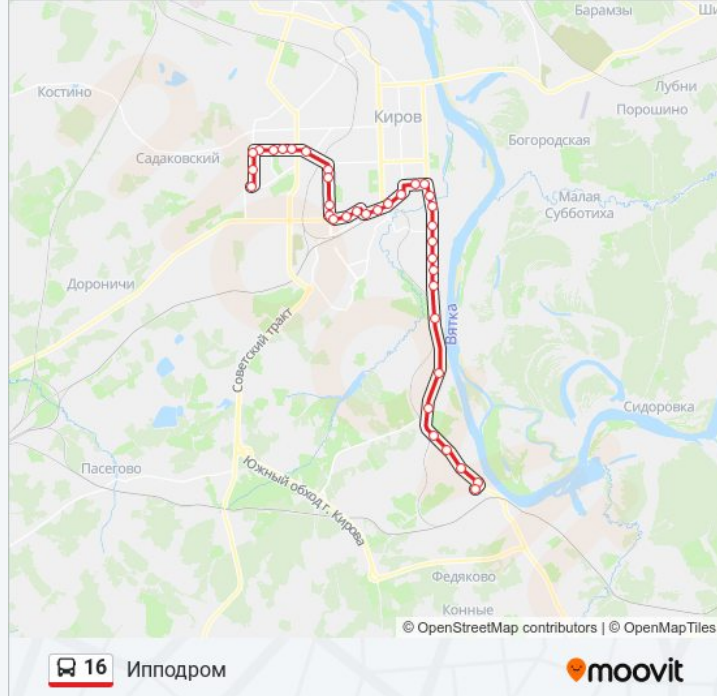 Барамзы
Костино
Лубни
Киров
Порошино
Богородская
Садаковский
Малая
Субботиха
Дороничи
Вятка
Советский тракт
Сидоровка
Пасегово
Южный обход г. Кирова
Федяково
Конные
© OpenStreetMap contributors | © OpenMapTiles
16 Ипподром
moovit